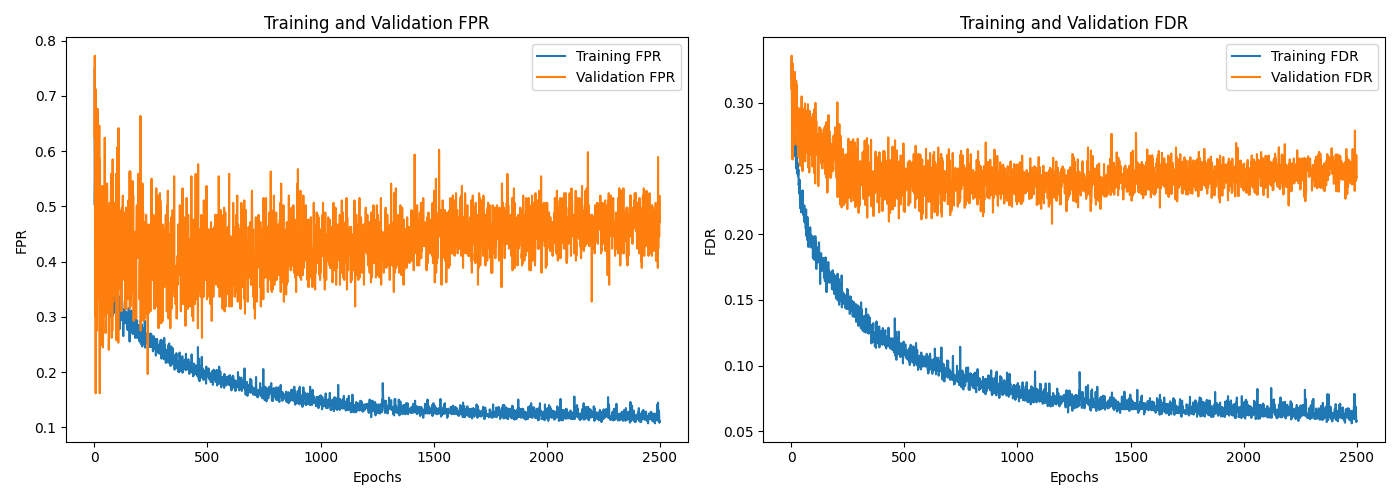 Training and Validation FPR
Training FPR
Validation FPR
FPR
0.8
0.7
0.6
0.5
0.4
0.3
0.2
0.1
0 500 1000 1500 2000 2500
Epochs
Training and Validation FDR
Training FDR
Validation FDR
FDR
0.30
0.25
0.20
0.15
0.10
0.05
0 500 1000 1500 2000 2500
Epochs